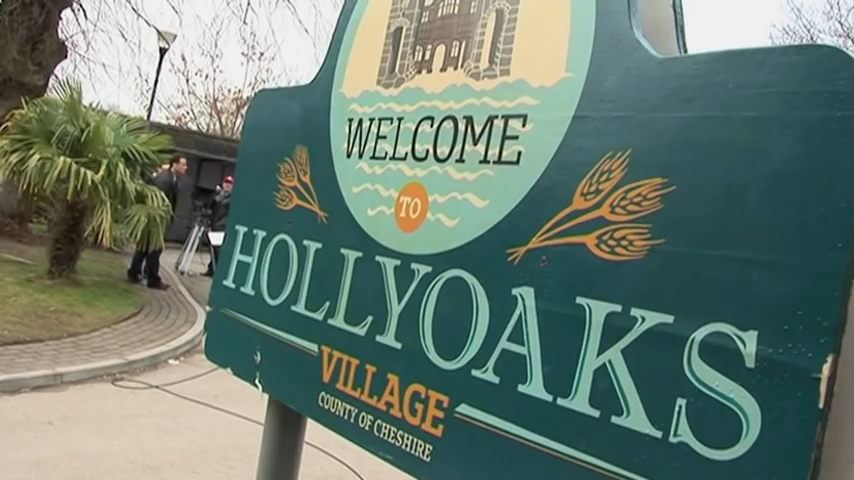 WELCOME
TO
HOLLYOAKS
VILLAGE
COUNTY OF CHESHIRE